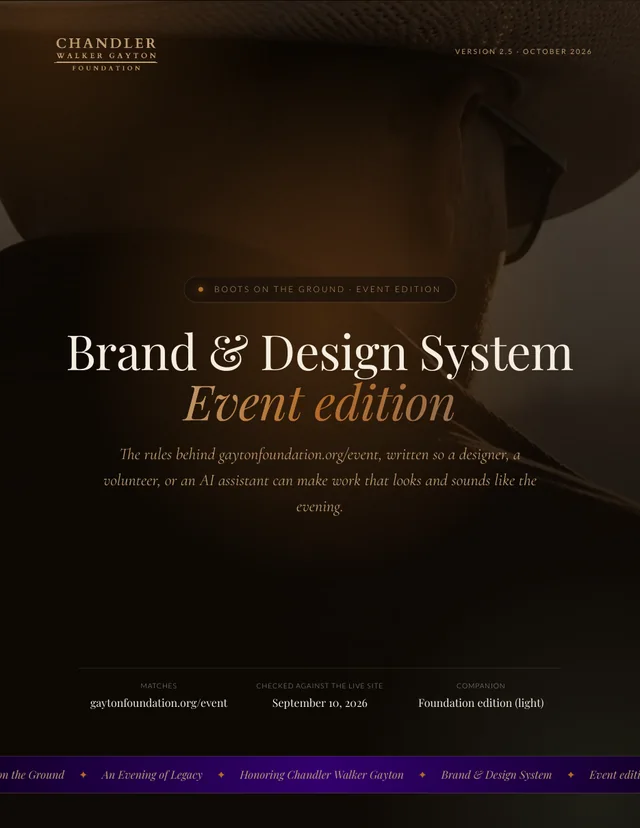 CHANDLER
WALKER GAYTON
FOUNDATION
VERSION 2.5 · OCTOBER 2026
BOOTS ON THE GROUND · EVENT EDITION
Brand & Design System
Event edition
The rules behind gaytonfoundation.org/event, written so a designer, a
volunteer, or an AI assistant can make work that looks and sounds like the
evening.
MATCHES
gaytonfoundation.org/event
CHECKED AGAINST THE LIVE SITE
September 10, 2026
COMPANION
Foundation edition (light)
on the Ground ✦ An Evening of Legacy ✦ Honoring Chandler Walker Gayton ✦ Brand & Design System ✦ Event editi